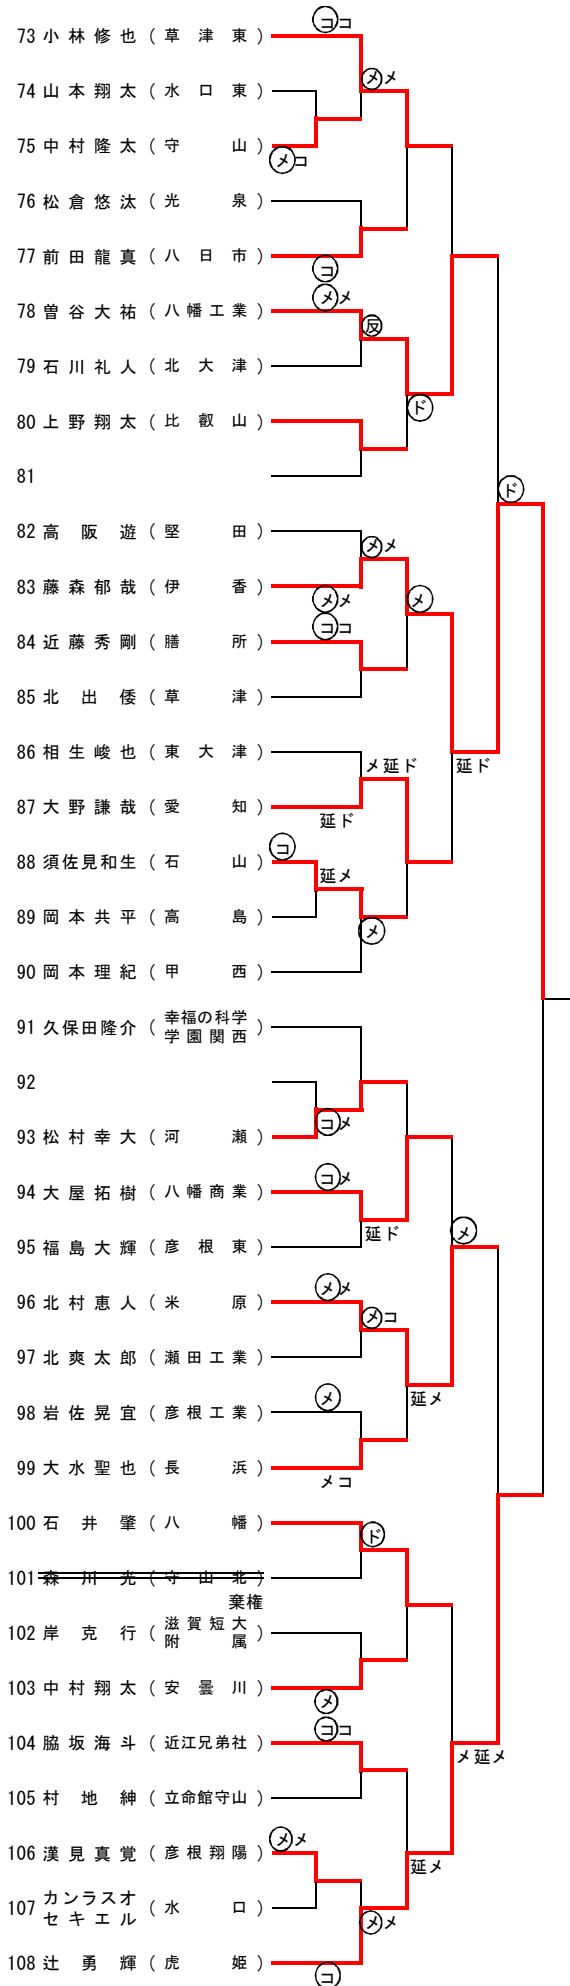 ココ
73 小林修也（草津東）
メメ
74 山本翔太（水口東）
75 中村隆太（守山）
メコ
76 松倉悠汰（光泉）
77 前田龍真（八日市）
コ
メメ
78 曽谷大祐（八幡工業）
反
79 石川礼人（北大津）
ド
80 上野翔太（比叡山）
81
ド
82 高阪遊（堅田）
メメ
83 藤森郁哉（伊香）
メメ
メ
ココ
84 近藤秀剛（膳所）
85 北出倭（草津）
86 相生峻也（東大津）
メ延ド
延ド
87 大野謙哉（愛知）
延ド
コ
88 須佐見和生（石山）
延メ
89 岡本共平（高島）
メ
90 岡本理紀（甲西）
91 久保田隆介（幸福の科学
学園関西）
92
コメ
93 松村幸大（河瀬）
コメ
94 大屋拓樹（八幡商業）
延ド
メ
95 福島大輝（彦根東）
メメ
96 北村恵人（米原）
メコ
97 北爽太郎（瀬田工業）
延メ
メ
98 岩佐晃宜（彦根工業）
99 大水聖也（長浜）
メコ
100 石井肇（八幡）
ド
101 森川光（守山北）
棄権
102 岸克行（滋賀短大
附属）
103 中村翔太（安曇川）
メ
ココ
104 脇坂海斗（近江兄弟社）
メ延メ
105 村地紳（立命館守山）
メメ
106 漢見真覚（彦根翔陽）
延メ
107 カンラスオ
セキエル（水口）
メメ
108 辻勇輝（虎姫）
コ